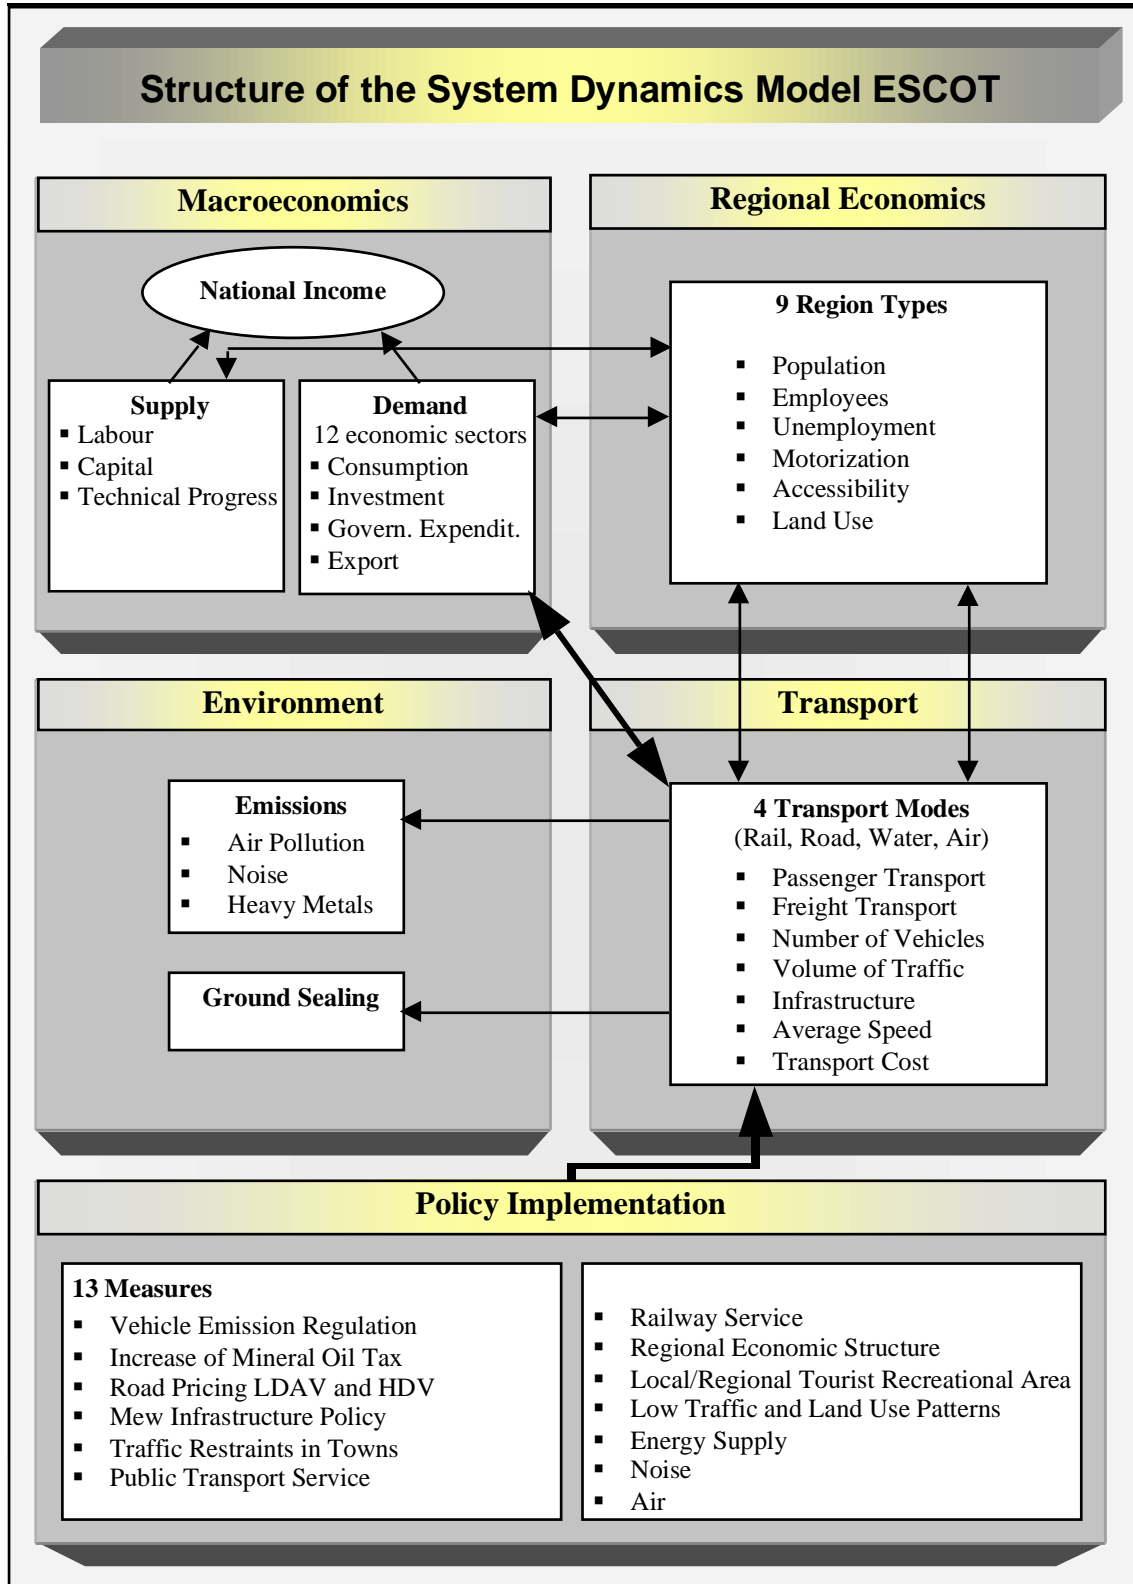 Structure of the System Dynamics Model ESCOT
Macroeconomics
National Income
Supply
▪ Labour
▪ Capital
▪ Technical Progress
Demand
12 economic sectors
▪ Consumption
▪ Investment
▪ Govern. Expendit.
▪ Export
Regional Economics
9 Region Types
▪ Population
▪ Employees
▪ Unemployment
▪ Motorization
▪ Accessibility
▪ Land Use
Environment
Emissions
▪ Air Pollution
▪ Noise
▪ Heavy Metals
Ground Sealing
Transport
4 Transport Modes
(Rail, Road, Water, Air)
▪ Passenger Transport
▪ Freight Transport
▪ Number of Vehicles
▪ Volume of Traffic
▪ Infrastructure
▪ Average Speed
▪ Transport Cost
Policy Implementation
13 Measures
▪ Vehicle Emission Regulation
▪ Increase of Mineral Oil Tax
▪ Road Pricing LDAV and HDV
▪ Mew Infrastructure Policy
▪ Traffic Restraints in Towns
▪ Public Transport Service
▪ Railway Service
▪ Regional Economic Structure
▪ Local/Regional Tourist Recreational Area
▪ Low Traffic and Land Use Patterns
▪ Energy Supply
▪ Noise
▪ Air